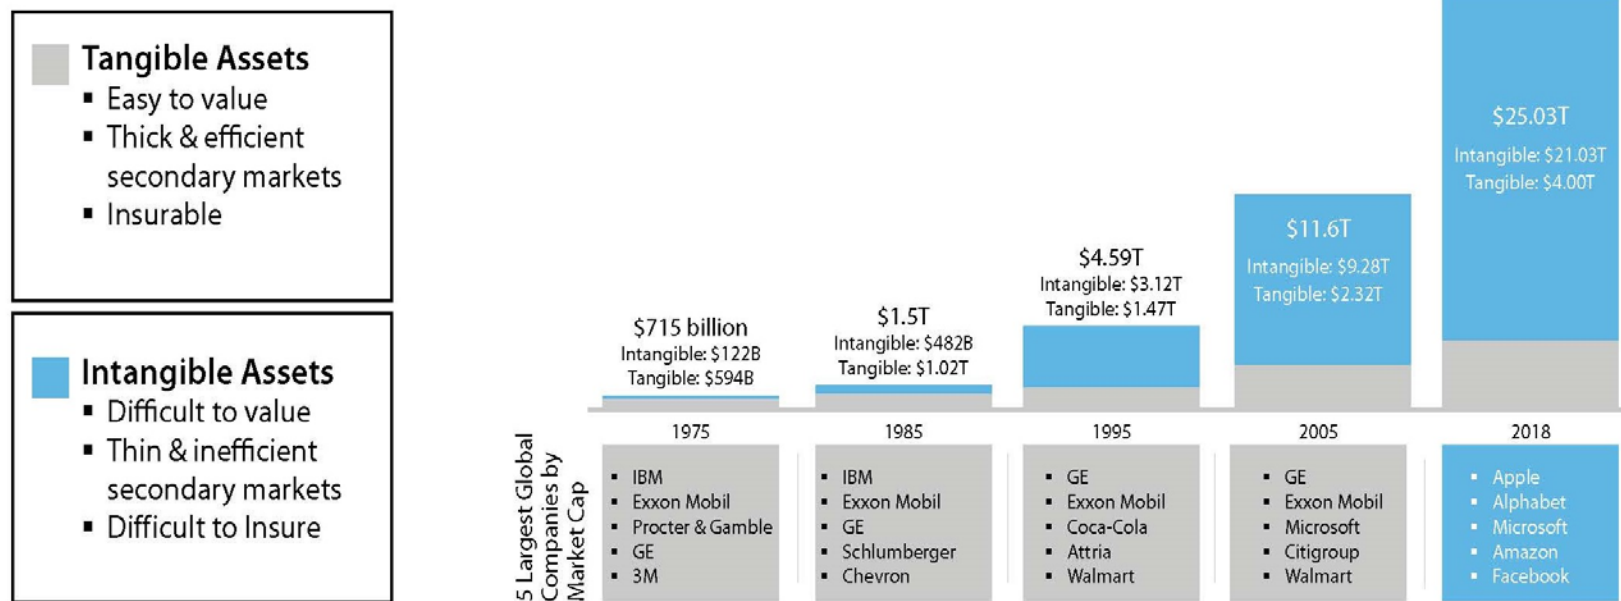 Tangible Assets
▪ Easy to value
▪ Thick & efficient
secondary markets
▪ Insurable
Intangible Assets
▪ Difficult to value
▪ Thin & inefficient
secondary markets
▪ Difficult to Insure
$715 billion
Intangible: $122B
Tangible: $594B
$1.5T
Intangible: $482B
Tangible: $1.02T
$4.59T
Intangible: $3.12T
Tangible: $1.47T
$11.6T
Intangible: $9.28T
Tangible: $2.32T
$25.03T
Intangible: $21.03T
Tangible: $4.00T
5 Largest Global
Companies by
Market Cap
1975
▪ IBM
▪ Exxon Mobil
▪ Procter & Gamble
▪ GE
▪ 3M
1985
▪ IBM
▪ Exxon Mobil
▪ GE
▪ Schlumberger
▪ Chevron
1995
▪ GE
▪ Exxon Mobil
▪ Coca-Cola
▪ Attria
▪ Walmart
2005
▪ GE
▪ Exxon Mobil
▪ Microsoft
▪ Citigroup
▪ Walmart
2018
▪ Apple
▪ Alphabet
▪ Microsoft
▪ Amazon
▪ Facebook